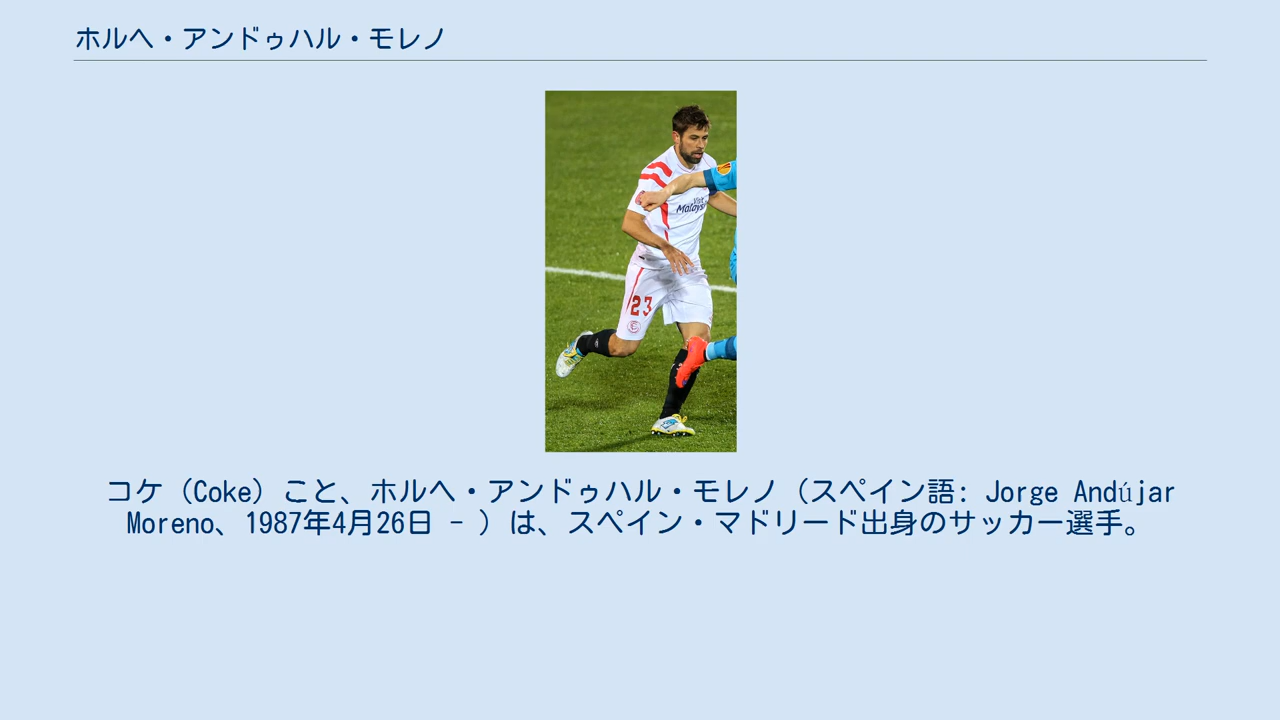 ホルヘ・アンドゥハル・モレノ
Visit
Malaysia
23
コケ（Coke）こと、ホルヘ・アンドゥハル・モレノ（スペイン語: Jorge Andújar
Moreno、1987年4月26日 - ）は、スペイン・マドリード出身のサッカー選手。